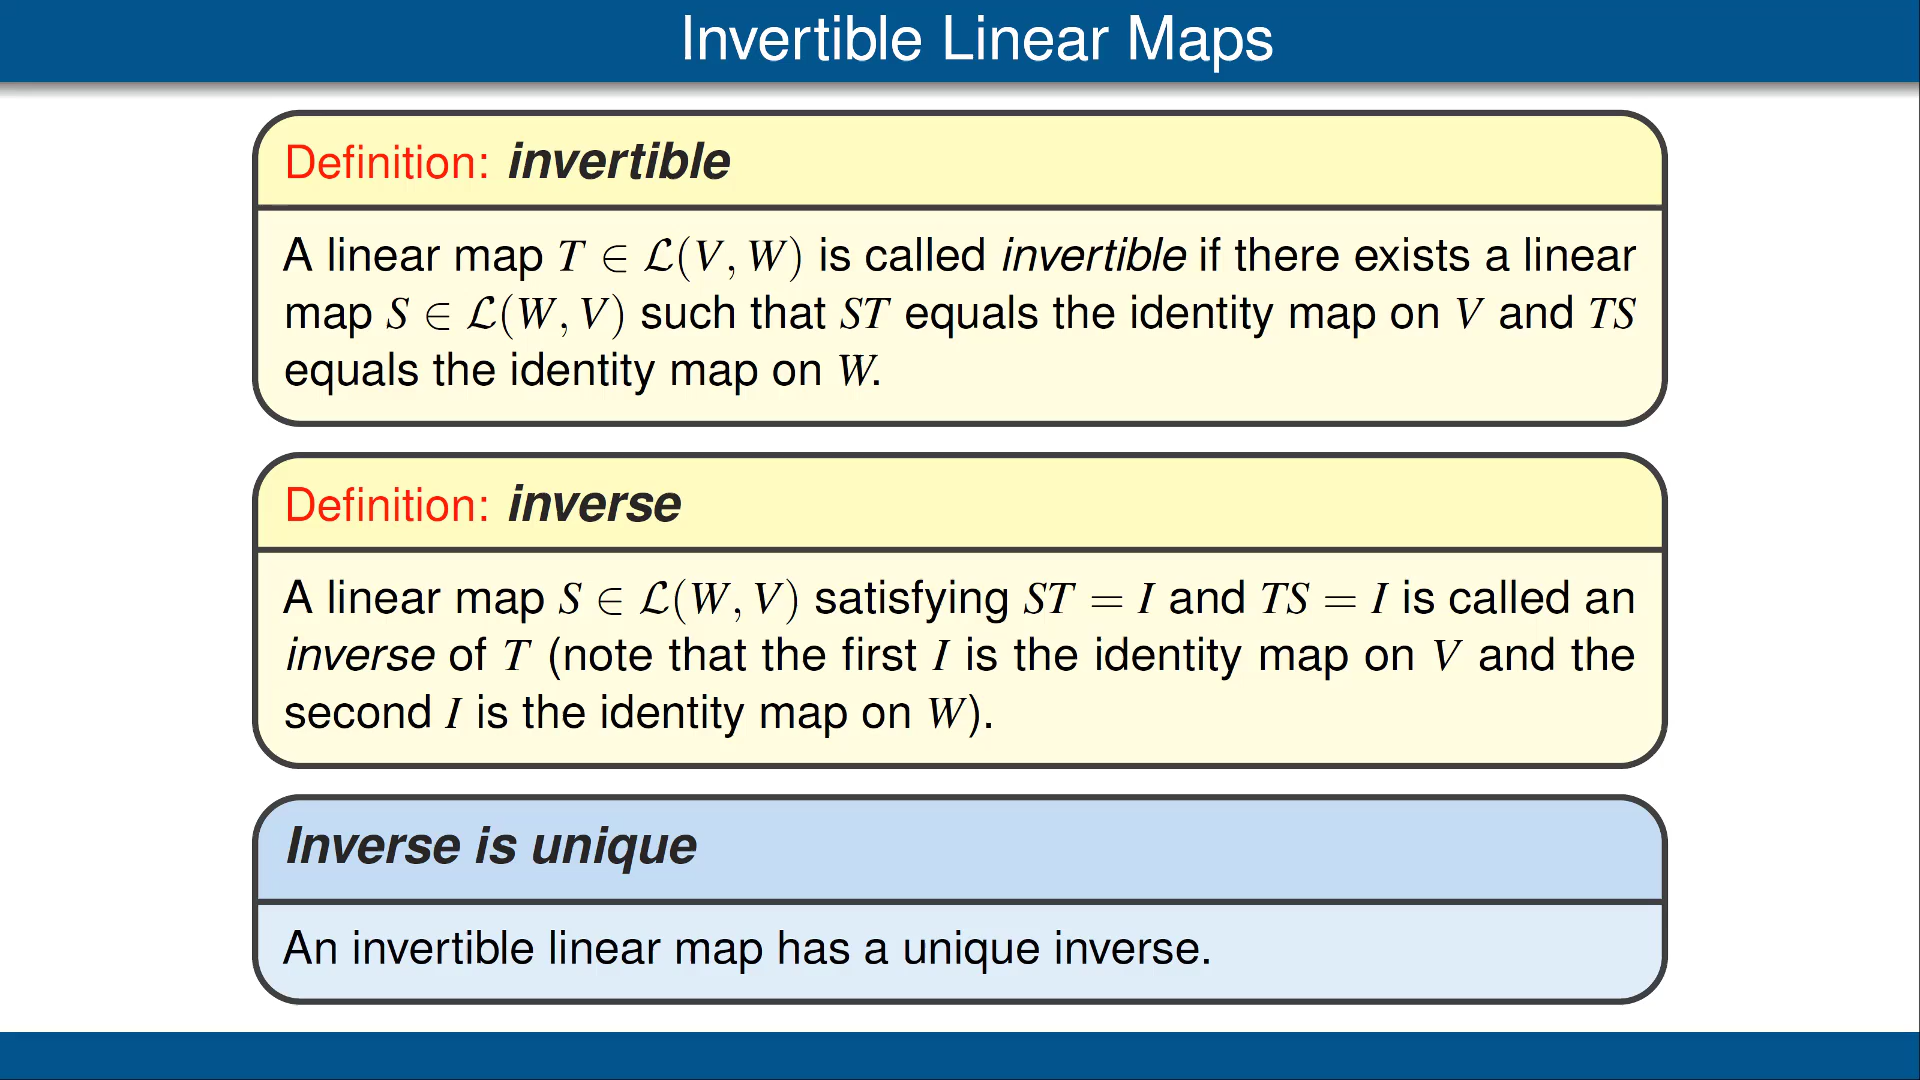 Invertible Linear Maps
Definition: invertible
A linear map T ∈ ℒ(V, W) is called invertible if there exists a linear
map S ∈ ℒ(W, V) such that ST equals the identity map on V and TS
equals the identity map on W.
Definition: inverse
A linear map S ∈ ℒ(W, V) satisfying ST = I and TS = I is called an
inverse of T (note that the first I is the identity map on V and the
second I is the identity map on W).
Inverse is unique
An invertible linear map has a unique inverse.